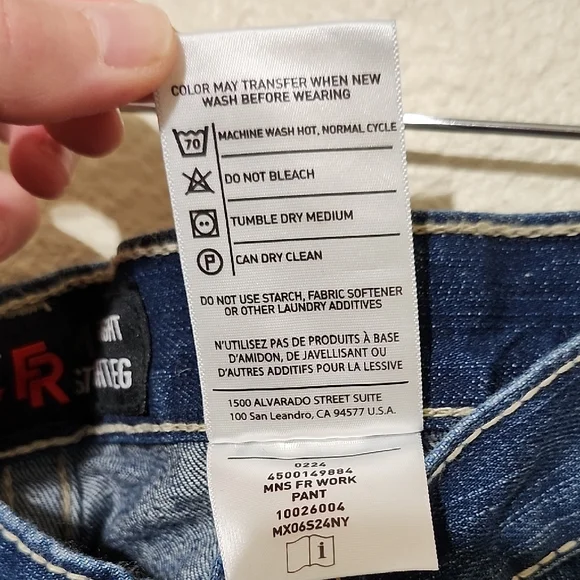 COLOR MAY TRANSFER WHEN NEW
WASH BEFORE WEARING
70
MACHINE WASH HOT, NORMAL CYCLE
DO NOT BLEACH
TUMBLE DRY MEDIUM
P
CAN DRY CLEAN
DO NOT USE STARCH, FABRIC SOFTENER
OR OTHER LAUNDRY ADDITIVES
N'UTILISEZ PAS DE PRODUITS À BASE
D'AMIDON, DE JAVELLISANT OU
D'AUTRES ADDITIFS POUR LA LESSIVE
1500 ALVARADO STREET SUITE
100 San Leandro, CA 94577 U.S.A.
FR
0224
4500149884
MNS FR WORK
PANT
10026004
MX06S24NY
i